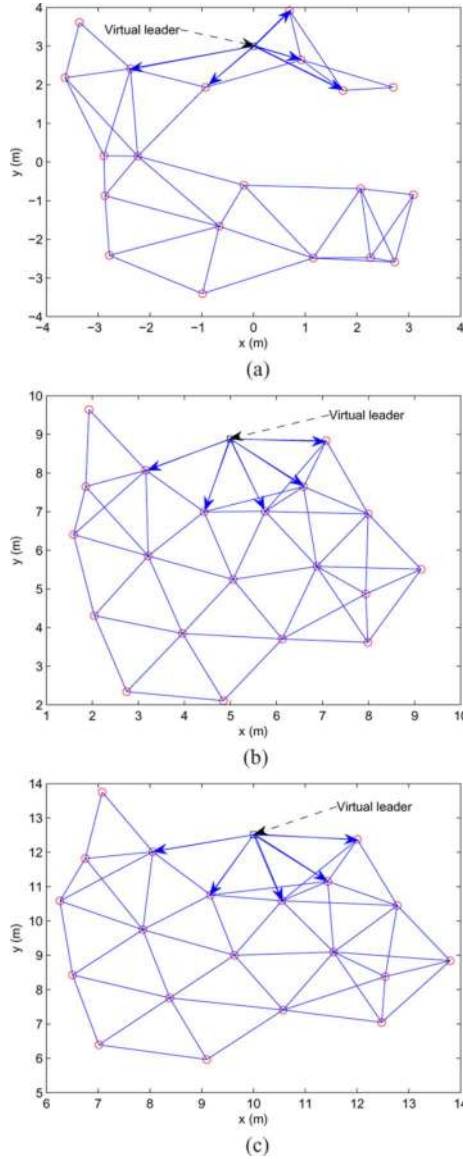 4
3
2
1
0
−1
−2
−3
−4
y (m)
Virtual leader
−4 −3 −2 −1 0 1 2 3 4
x (m)
(a)
10
9
8
7
6
5
4
3
2
y (m)
Virtual leader
1 2 3 4 5 6 7 8 9 10
x (m)
(b)
14
13
12
11
10
9
8
7
6
5
y (m)
Virtual leader
6 7 8 9 10 11 12 13 14
x (m)
(c)